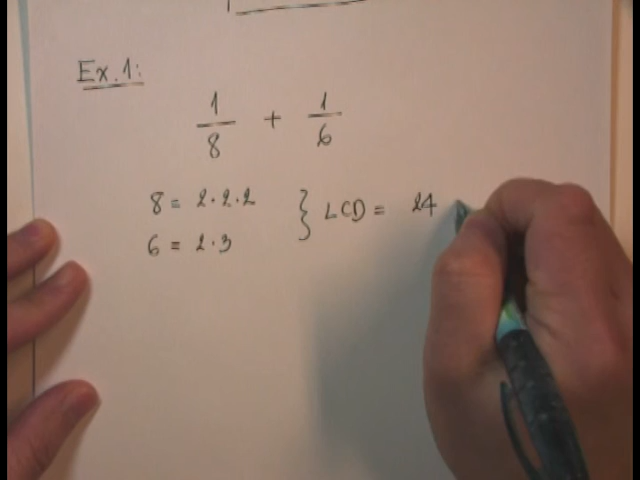 Ex. 1:
1/8 + 1/6
8 = 2·2·2 } LCD = 24
6 = 2·3